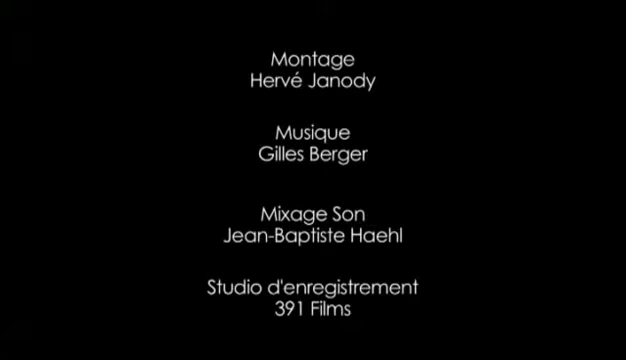 Montage
Hervé Janody
Musique
Gilles Berger
Mixage Son
Jean-Baptiste Haehl
Studio d'enregistrement
391 Films